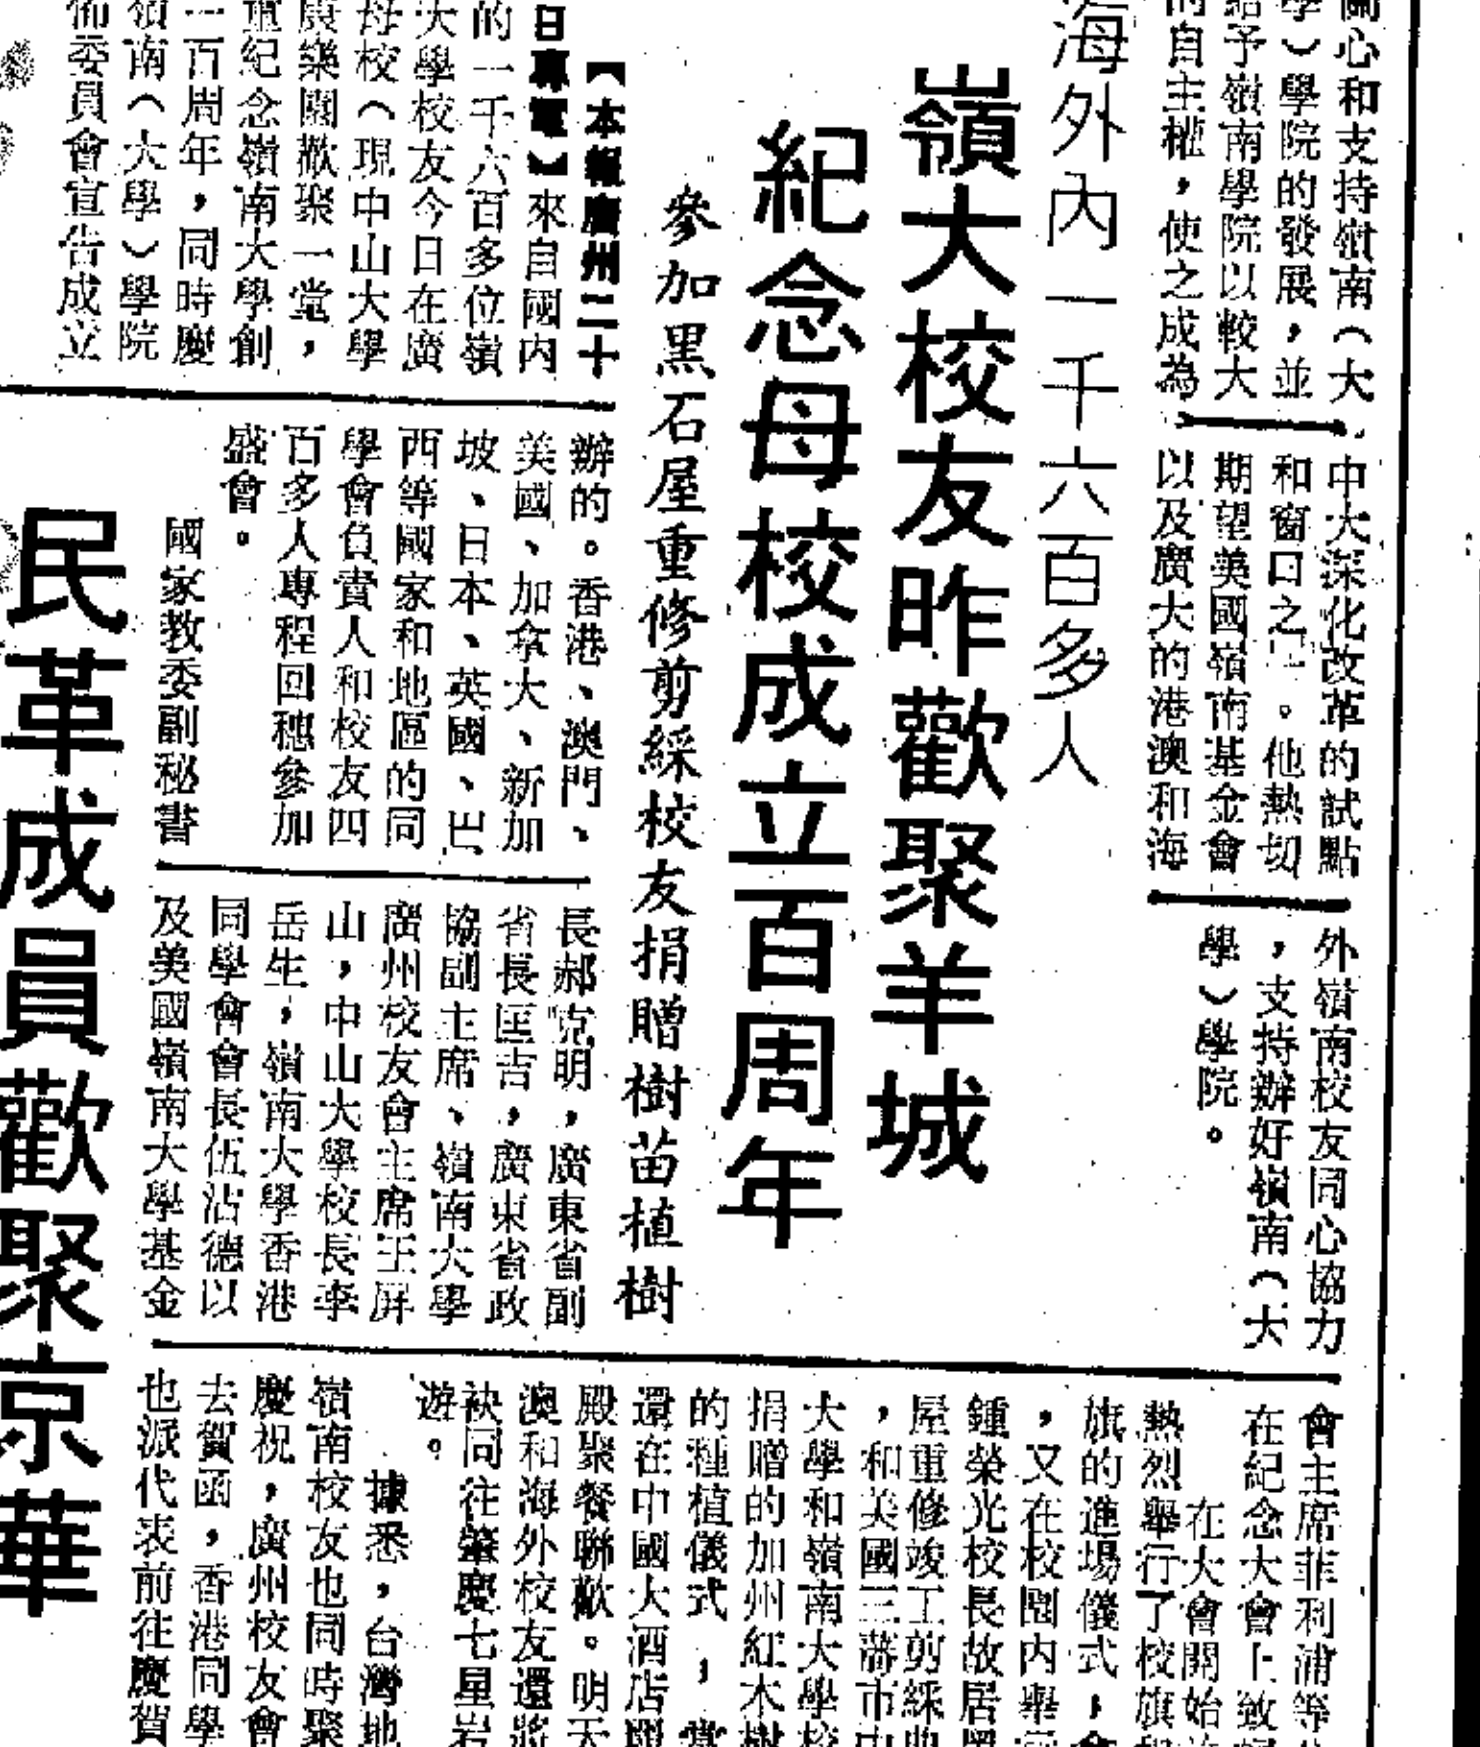 關心和支持嶺南(大
學)學院的發展,並
給予嶺南學院以較大
的自主權,使之成為
中大深化改革的試點
和窗口之一。他熱切
期望美國嶺南基金會
以及廣大的港澳和海
外嶺南校友同心協力
,支持辦好嶺南(大
學)學院。
海外內一千六百多人
嶺大校友昨歡聚羊城
紀念母校成立百周年
參加黑石屋重修剪綵校友捐贈樹苗植樹
【本報廣州二十
日專電】來自國內
的一千六百多位嶺
大學校友今日在廣
母校(現中山大學
康樂園歡聚一堂,
重紀念嶺南大學創
一百周年,同時慶
嶺南(大學)學院
委員會宣告成立
辦的。香港、澳門、
美國、加拿大、新加
坡、日本、英國、巴
西等國家和地區的同
學會負責人和校友四
百多人專程回穗參加
盛會。
國家教委副秘書
長郝克明,廣東省副
省長匡吉,廣東省政
協副主席、嶺南大學
廣州校友會主席王屏
山,中山大學校長李
岳生,嶺南大學香港
同學會會長伍沾德以
及美國嶺南大學基金
會主席菲利浦等
在紀念大會上致
在大會開始
熱烈舉行了校旗
旗的進場儀式,
,又在校園內舉
鍾榮光校長故居
屋重修竣工剪綵
,和美國三藩市
大學和嶺南大學校
捐贈的加州紅木樹
的種植儀式,當
還在中國大酒店
殿聚餐聯歡。明天
澳和海外校友還將
袂同往肇慶七星岩
遊。
據悉,台灣地
嶺南校友也同時聚
慶祝,廣州校友會
去賀函,香港同學
也派代表前往慶賀
民革成員歡聚京華